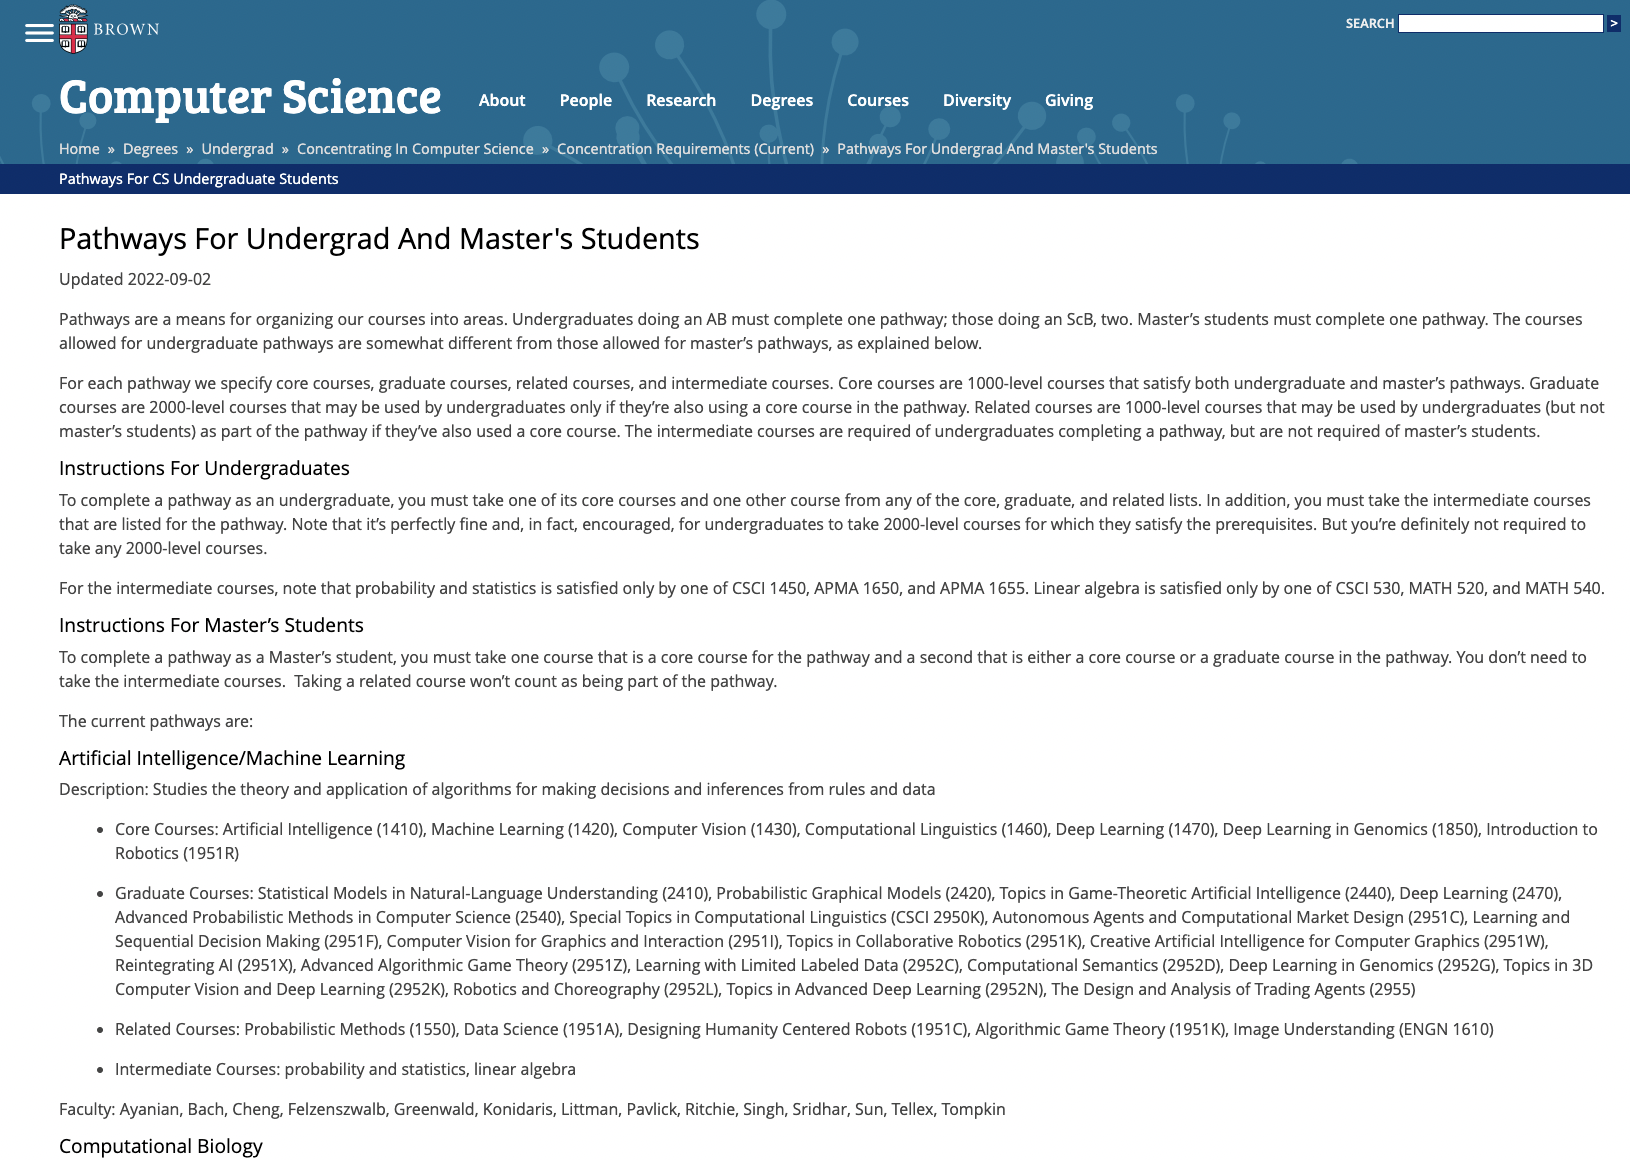 BROWN
SEARCH
>
Computer Science
About People Research Degrees Courses Diversity Giving
Home » Degrees » Undergrad » Concentrating In Computer Science » Concentration Requirements (Current) » Pathways For Undergrad And Master's Students
Pathways For CS Undergraduate Students
Pathways For Undergrad And Master's Students
Updated 2022-09-02
Pathways are a means for organizing our courses into areas. Undergraduates doing an AB must complete one pathway; those doing an ScB, two. Master’s students must complete one pathway. The courses
allowed for undergraduate pathways are somewhat different from those allowed for master’s pathways, as explained below.
For each pathway we specify core courses, graduate courses, related courses, and intermediate courses. Core courses are 1000-level courses that satisfy both undergraduate and master’s pathways. Graduate
courses are 2000-level courses that may be used by undergraduates only if they’re also using a core course in the pathway. Related courses are 1000-level courses that may be used by undergraduates (but not
master’s students) as part of the pathway if they’ve also used a core course. The intermediate courses are required of undergraduates completing a pathway, but are not required of master’s students.
Instructions For Undergraduates
To complete a pathway as an undergraduate, you must take one of its core courses and one other course from any of the core, graduate, and related lists. In addition, you must take the intermediate courses
that are listed for the pathway. Note that it’s perfectly fine and, in fact, encouraged, for undergraduates to take 2000-level courses for which they satisfy the prerequisites. But you’re definitely not required to
take any 2000-level courses.
For the intermediate courses, note that probability and statistics is satisfied only by one of CSCI 1450, APMA 1650, and APMA 1655. Linear algebra is satisfied only by one of CSCI 530, MATH 520, and MATH 540.
Instructions For Master’s Students
To complete a pathway as a Master’s student, you must take one course that is a core course for the pathway and a second that is either a core course or a graduate course in the pathway. You don’t need to
take the intermediate courses.  Taking a related course won’t count as being part of the pathway.
The current pathways are:
Artificial Intelligence/Machine Learning
Description: Studies the theory and application of algorithms for making decisions and inferences from rules and data
• Core Courses: Artificial Intelligence (1410), Machine Learning (1420), Computer Vision (1430), Computational Linguistics (1460), Deep Learning (1470), Deep Learning in Genomics (1850), Introduction to
Robotics (1951R)
• Graduate Courses: Statistical Models in Natural-Language Understanding (2410), Probabilistic Graphical Models (2420), Topics in Game-Theoretic Artificial Intelligence (2440), Deep Learning (2470),
Advanced Probabilistic Methods in Computer Science (2540), Special Topics in Computational Linguistics (CSCI 2950K), Autonomous Agents and Computational Market Design (2951C), Learning and
Sequential Decision Making (2951F), Computer Vision for Graphics and Interaction (2951I), Topics in Collaborative Robotics (2951K), Creative Artificial Intelligence for Computer Graphics (2951W),
Reintegrating AI (2951X), Advanced Algorithmic Game Theory (2951Z), Learning with Limited Labeled Data (2952C), Computational Semantics (2952D), Deep Learning in Genomics (2952G), Topics in 3D
Computer Vision and Deep Learning (2952K), Robotics and Choreography (2952L), Topics in Advanced Deep Learning (2952N), The Design and Analysis of Trading Agents (2955)
• Related Courses: Probabilistic Methods (1550), Data Science (1951A), Designing Humanity Centered Robots (1951C), Algorithmic Game Theory (1951K), Image Understanding (ENGN 1610)
• Intermediate Courses: probability and statistics, linear algebra
Faculty: Ayanian, Bach, Cheng, Felzenszwalb, Greenwald, Konidaris, Littman, Pavlick, Ritchie, Singh, Sridhar, Sun, Tellex, Tompkin
Computational Biology